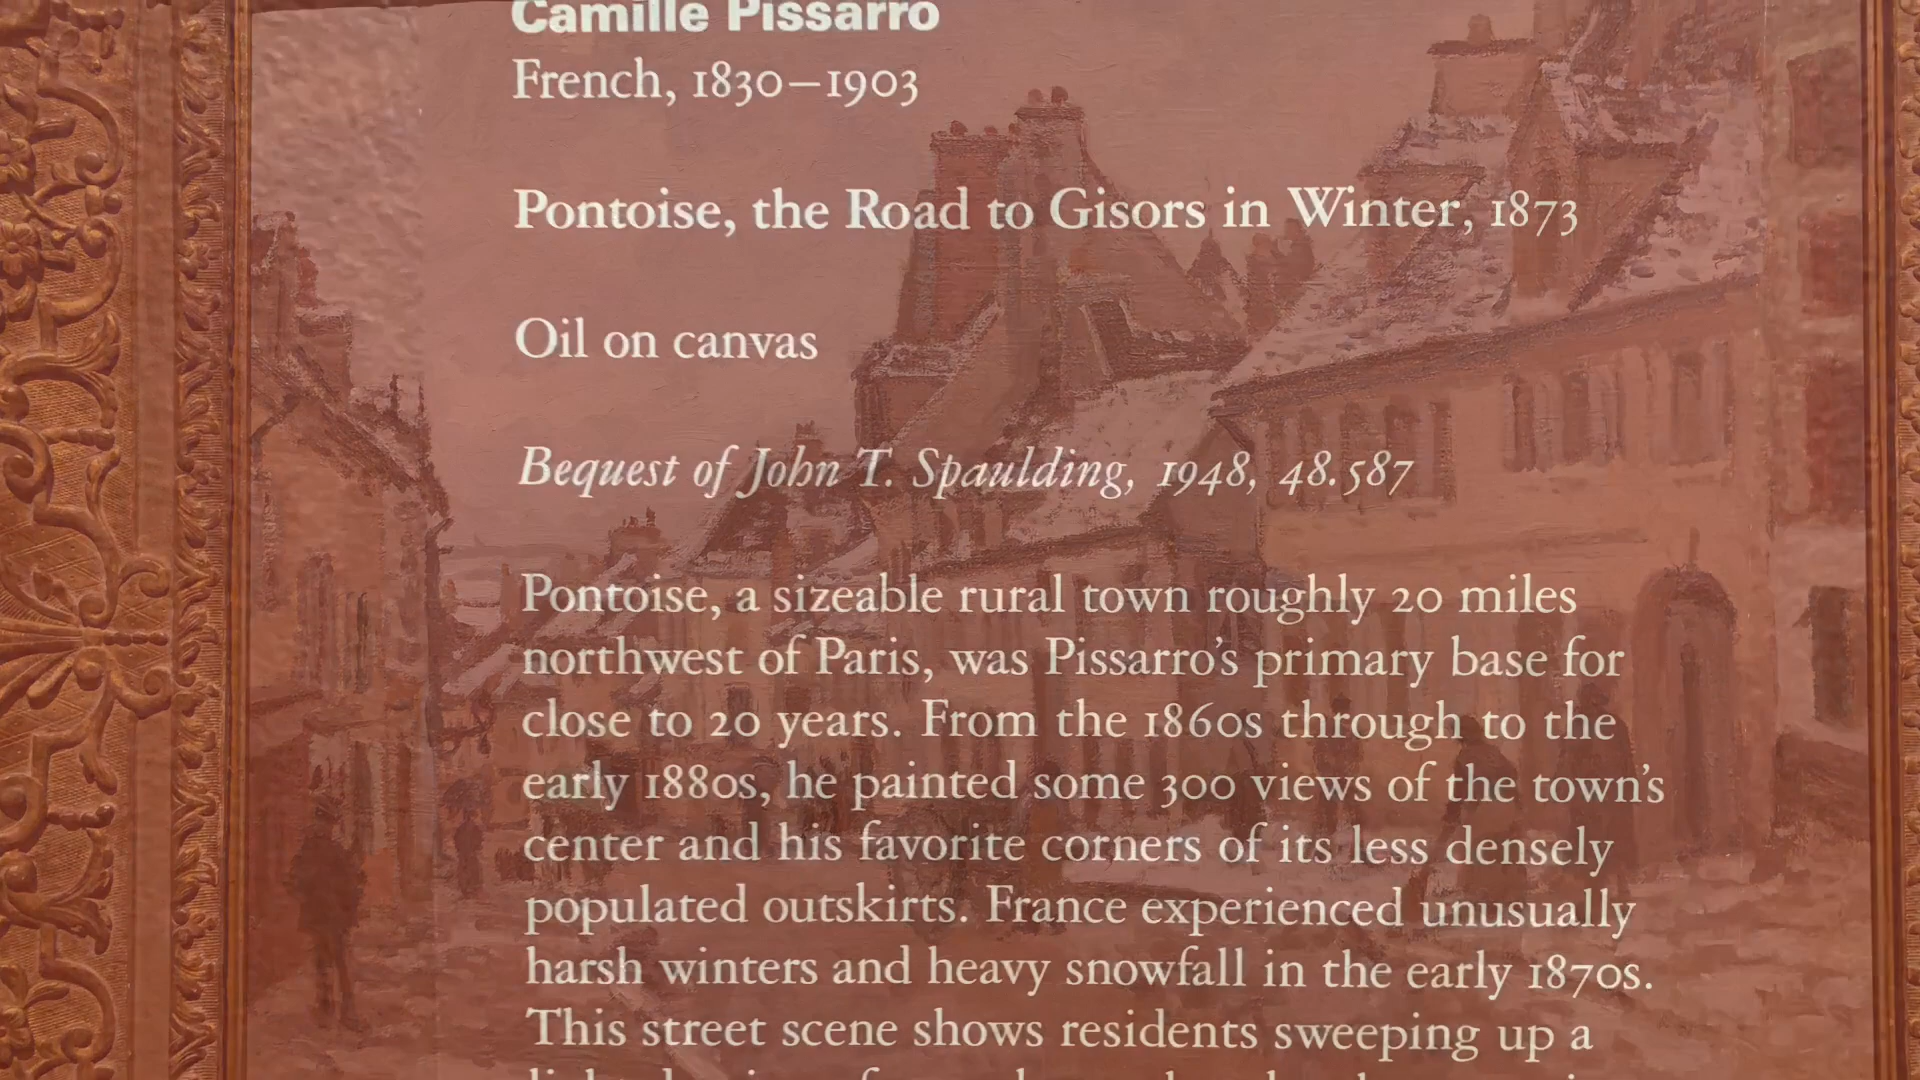 Camille Pissarro
French, 1830–1903
Pontoise, the Road to Gisors in Winter, 1873
Oil on canvas
Bequest of John T. Spaulding, 1948, 48.587
Pontoise, a sizeable rural town roughly 20 miles
northwest of Paris, was Pissarro’s primary base for
close to 20 years. From the 1860s through to the
early 1880s, he painted some 300 views of the town’s
center and his favorite corners of its less densely
populated outskirts. France experienced unusually
harsh winters and heavy snowfall in the early 1870s.
This street scene shows residents sweeping up a